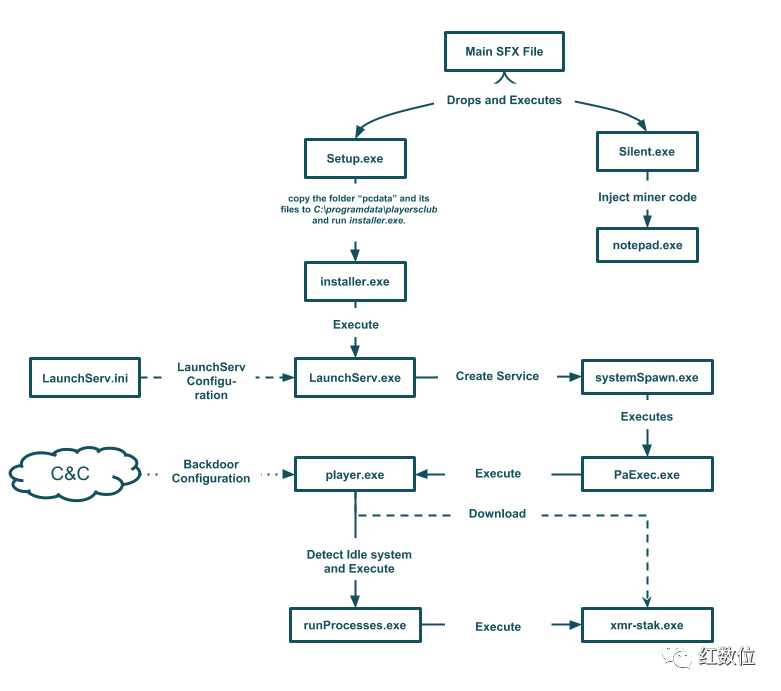 Main SFX File
Drops and Executes
Setup.exe
Silent.exe
copy the folder “pcdata” and its
files to C:\programdata\playersclub
and run installer.exe.
Inject miner code
notepad.exe
installer.exe
Execute
LaunchServ.ini
LaunchServ
Configu-
ration
LaunchServ.exe
Create Service
systemSpawn.exe
Executes
C&C
Backdoor
Configuration
player.exe
Execute
PaExec.exe
Download
Detect Idle system
and Execute
runProcesses.exe
Execute
xmr-stak.exe
红数位